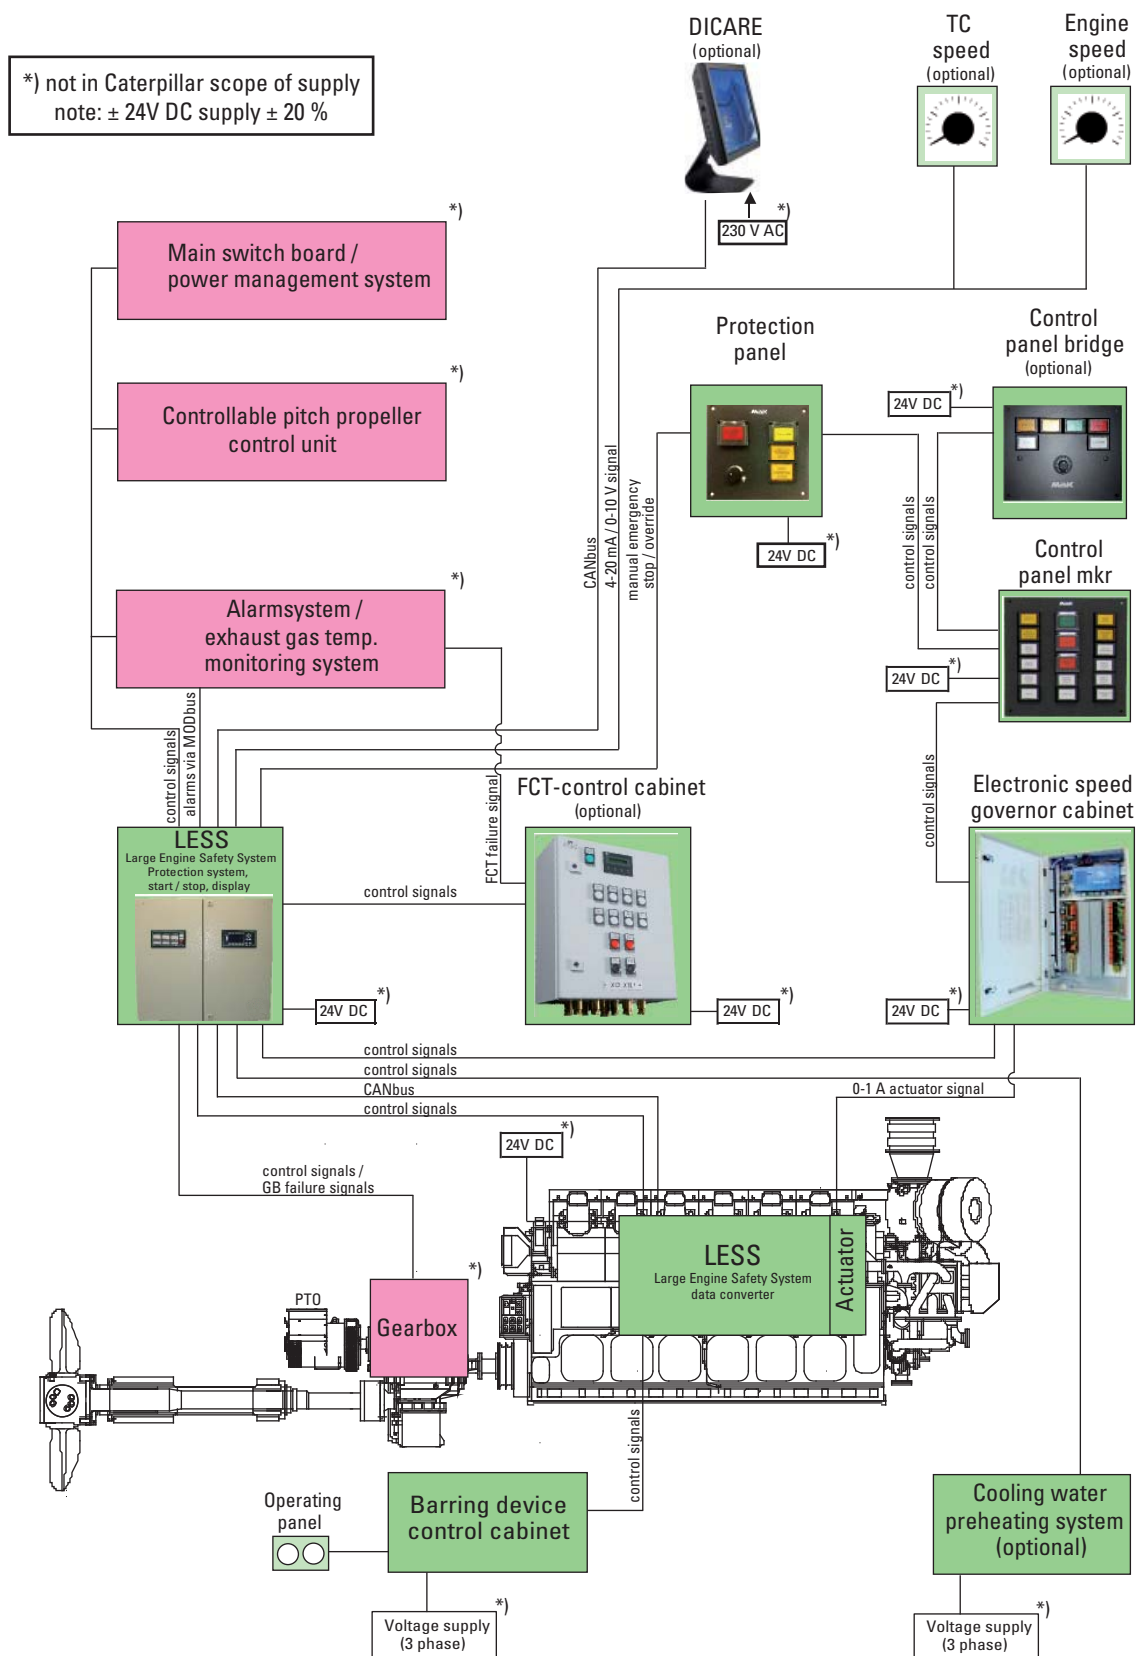 *) not in Caterpillar scope of supply
note: ± 24V DC supply ± 20 %
DICARE
(optional)
TC
speed
(optional)
Engine
speed
(optional)
*)
230 V AC
*)
Main switch board /
power management system
*)
Controllable pitch propeller
control unit
*)
Alarmsystem /
exhaust gas temp.
monitoring system
Protection
panel
24V DC
*)
Control
panel bridge
(optional)
24V DC
*)
Control
panel mkr
24V DC
*)
CANbus
4-20 mA / 0-10 V signal
manual emergency
stop / override
control signals
control signals
control signals
control signals
alarms via MODbus
FCT failure signal
LESS
Large Engine Safety System
Protection system,
start / stop, display
24V DC
*)
control signals
FCT-control cabinet
(optional)
24V DC
*)
Electronic speed
governor cabinet
24V DC
*)
control signals
control signals
CANbus
control signals
0-1 A actuator signal
control signals /
GB failure signals
24V DC
*)
LESS
Large Engine Safety System
data converter
Actuator
PTO
*)
Gearbox
control signals
Operating
panel
Barring device
control cabinet
Voltage supply
(3 phase)
*)
Cooling water
preheating system
(optional)
Voltage supply
(3 phase)
*)